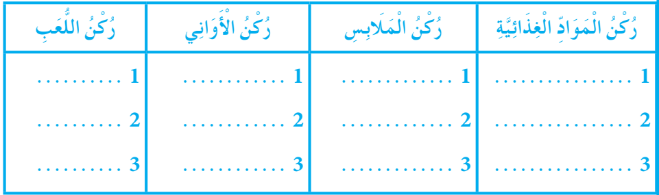 رُكْنُ الْمَوَادِّ الْغِذَائِيَّةِ رُكْنُ الْمَلَابِسِ رُكْنُ الْأَوَانِي رُكْنُ اللُّعَبِ
1 ................ 1 ............. 1 ............ 1 ..........
2 ................ 2 ............. 2 ............ 2 ..........
3 ................ 3 ............. 3 ............ 3 ..........